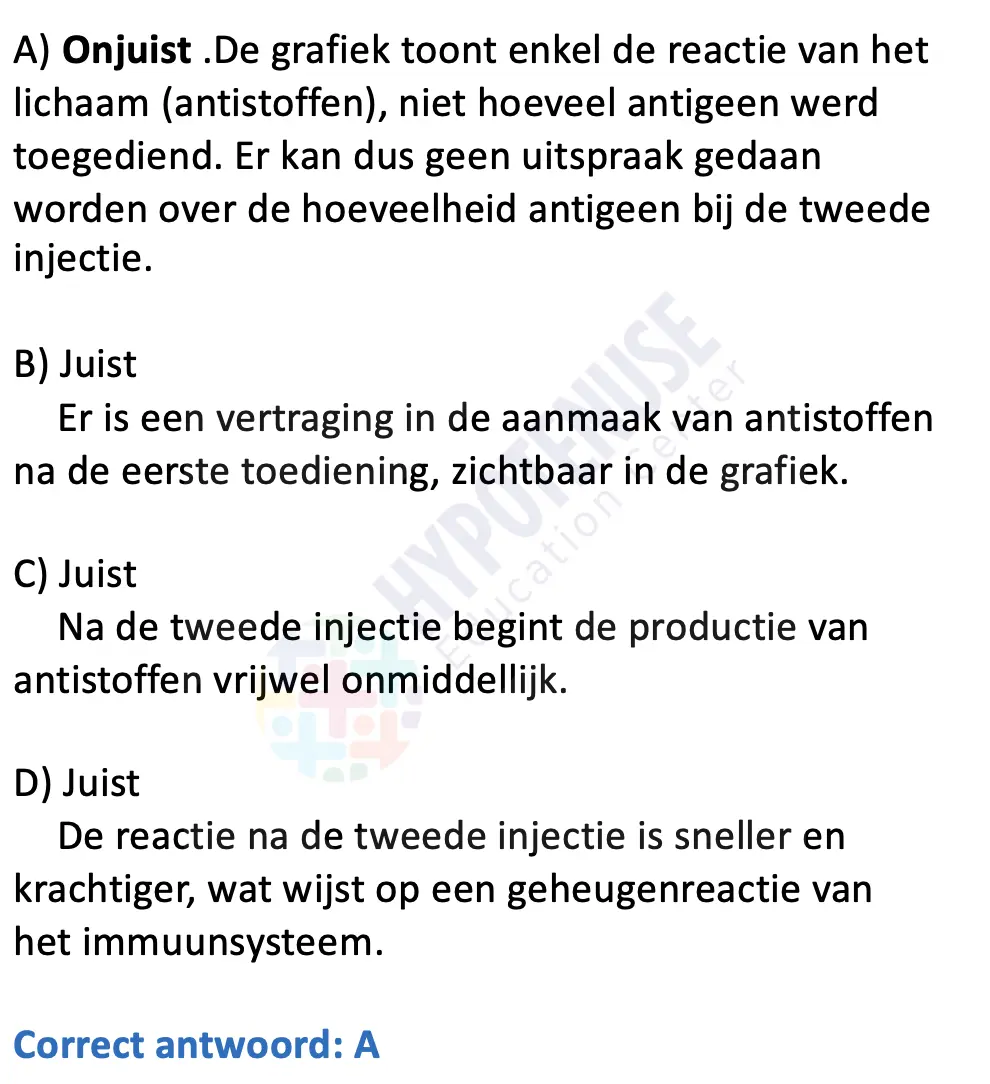 A) Onjuist .De grafiek toont enkel de reactie van het
lichaam (antistoffen), niet hoeveel antigeen werd
toegediend. Er kan dus geen uitspraak gedaan
worden over de hoeveelheid antigeen bij de tweede
injectie.
B) Juist
Er is een vertraging in de aanmaak van antistoffen
na de eerste toediening, zichtbaar in de grafiek.
C) Juist
Na de tweede injectie begint de productie van
antistoffen vrijwel onmiddellijk.
D) Juist
De reactie na de tweede injectie is sneller en
krachtiger, wat wijst op een geheugenreactie van
het immuunsysteem.
Correct antwoord: A
HYPOTENUSE
Education Center